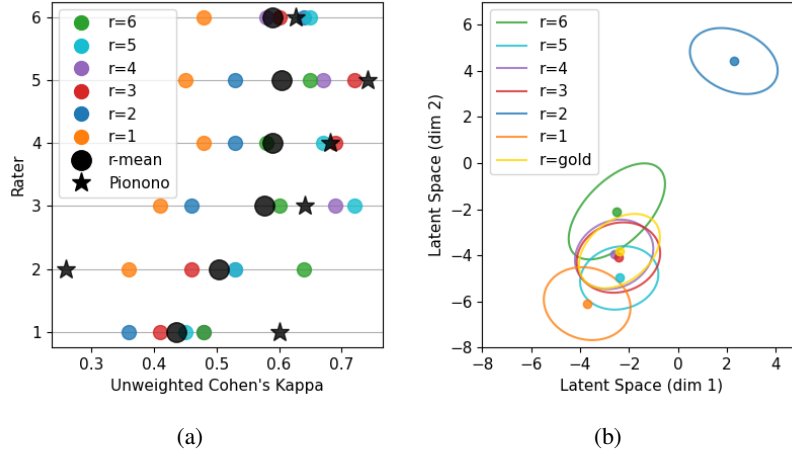 r=6
r=5
r=4
r=3
r=2
r=1
r-mean
Pionono
6
5
4
3
2
1
Rater
0.3 0.4 0.5 0.6 0.7
Unweighted Cohen's Kappa
(a)
r=6
r=5
r=4
r=3
r=2
r=1
r=gold
8
6
4
2
0
−2
−4
−6
−8
Latent Space (dim 2)
−8 −6 −4 −2 0 2 4
Latent Space (dim 1)
(b)